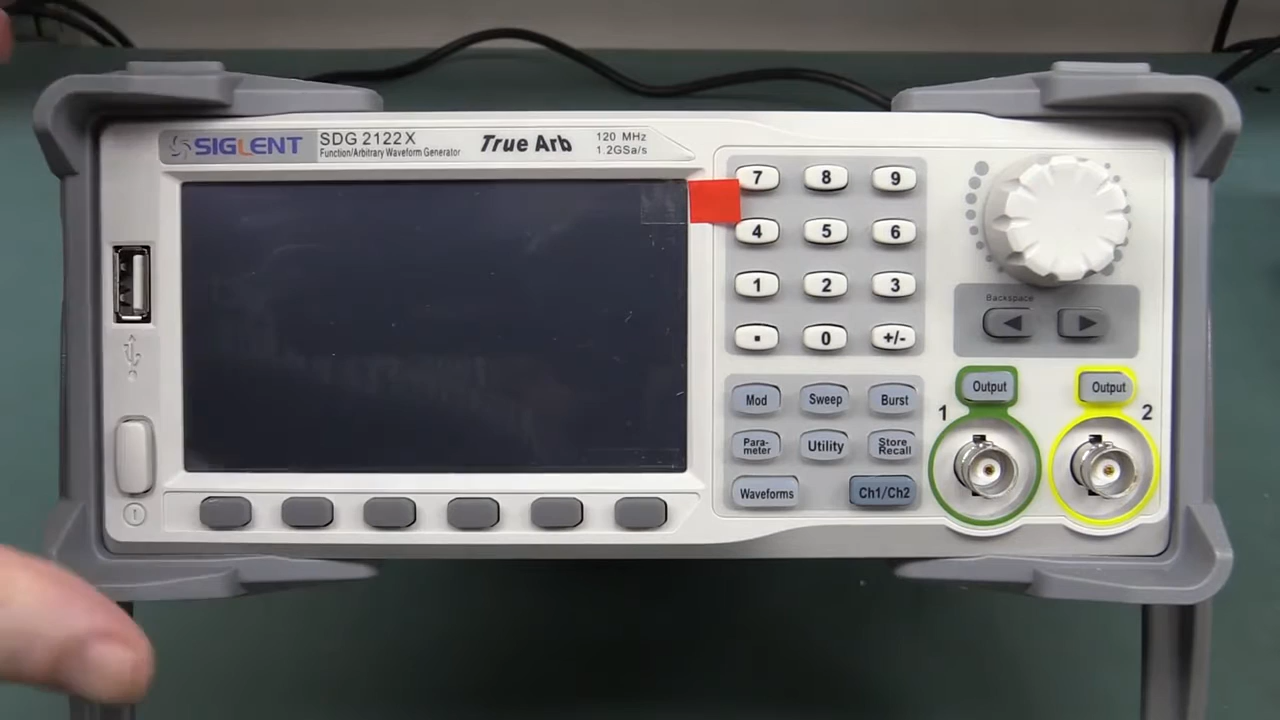 SIGLENT
SDG 2122X
Function/Arbitrary Waveform Generator
True Arb
120 MHz
1.2GSa/s
7 8 9
4 5 6
1 2 3
. 0 +/-
Backspace
Mod Sweep Burst
Para-
meter
Utility
Store
Recall
Waveforms Ch1/Ch2
Output
1
Output
2